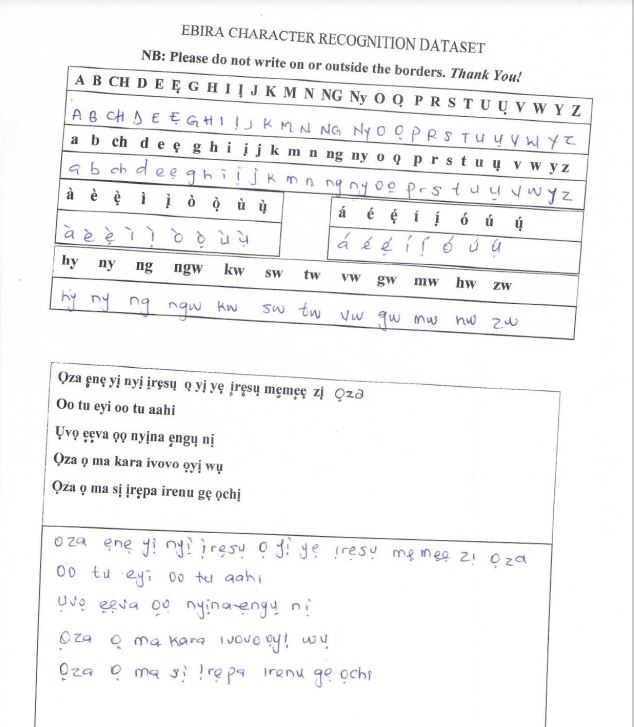 EBIRA CHARACTER RECOGNITION DATASET
NB: Please do not write on or outside the borders. Thank You!
A B CH D E Ẹ G H I Ị J K M N NG Ny O Ọ P R S T U Ụ V W Y Z
A B CH D E Ẹ G H I Ị J K M N NG Ny O Ọ P R S T U Ụ V W Y Z
a b ch d e ẹ g h i ị j k m n ng ny o ọ p r s t u ụ v w y z
a b ch d e ẹ g h i ị j k m n ng ny o ọ p r s t u ụ v w y z
à è ẹ̀ ì ị̀ ò ọ̀ ù ụ̀
á é ẹ́ í ị́ ó ú ụ́
à è ẹ̀ ì ị̀ ò ọ̀ ù ụ̀
á é ẹ́ í ị́ ó ú ụ́
hy ny ng ngw kw sw tw vw gw mw hw zw
hy ny ng ngw kw sw tw vw gw mw hw zw
Ọza ẹnẹ yị nyị ịrẹsụ ọ yị yẹ ịrẹsụ mẹmẹẹ zị Ọza
Oo tu eyi oo tu aahi
Ụvọ ẹẹva ọọ nyịna ẹngụ nị
Ọza ọ ma kara ivovo ọyị wụ
Ọza ọ ma sị ịrẹpa irenu gẹ ọchị
Oza ẹnẹ yị nyị ịrẹsụ Ọ yị yẹ ịresụ mẹmẹẹ zị Ọza
Oo tu eyi oo tu aahi
Ụvọ ẹẹva ọọ nyịna ẹngụ nị
Ọza Ọ ma kara ivovo ọyị wụ
Ọza Ọ ma sị ịrẹpa irenu gẹ ọchị